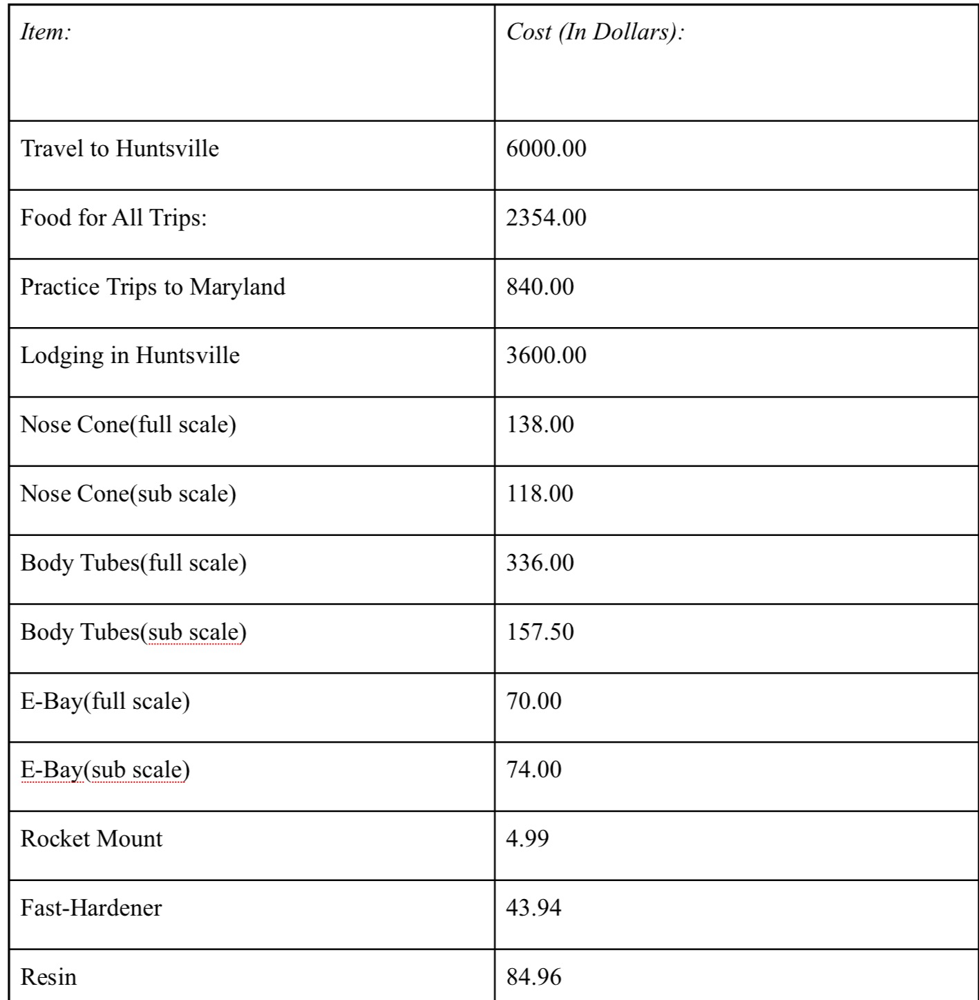 Item: Cost (In Dollars):
Travel to Huntsville 6000.00
Food for All Trips: 2354.00
Practice Trips to Maryland 840.00
Lodging in Huntsville 3600.00
Nose Cone(full scale) 138.00
Nose Cone(sub scale) 118.00
Body Tubes(full scale) 336.00
Body Tubes(sub scale) 157.50
E-Bay(full scale) 70.00
E-Bay(sub scale) 74.00
Rocket Mount 4.99
Fast-Hardener 43.94
Resin 84.96